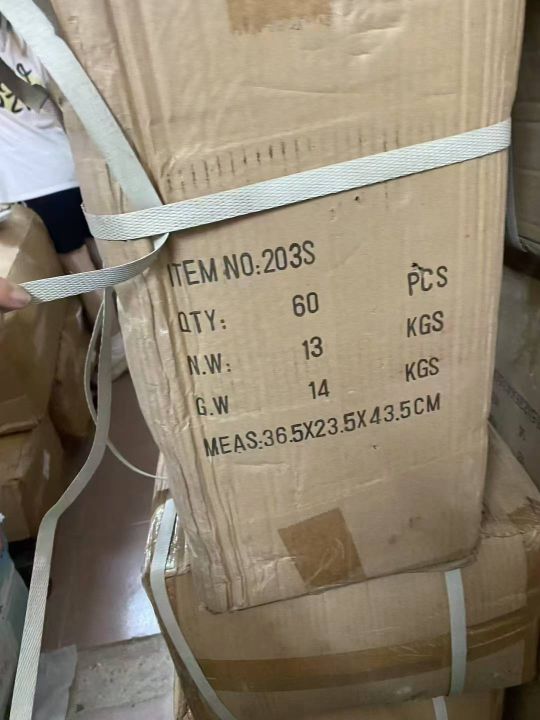 ITEM NO:203S
QTY: 60 PCS
N.W: 13 KGS
G.W 14 KGS
MEAS:36.5X23.5X43.5CM